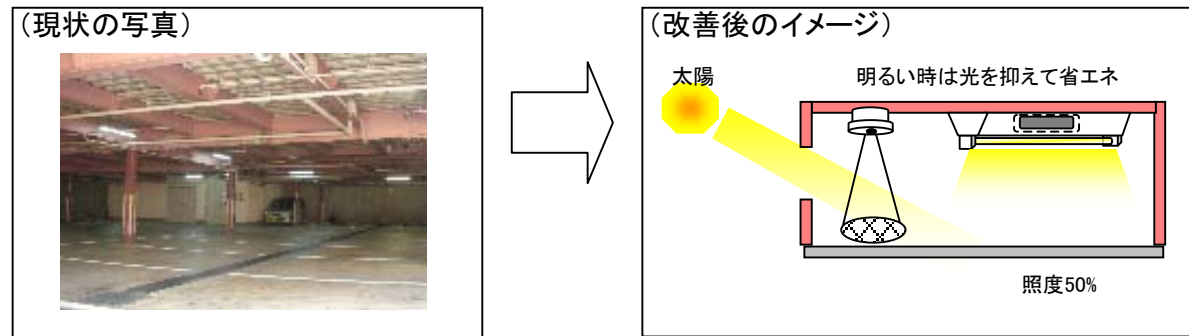 （現状の写真）
（改善後のイメージ）
太陽
明るい時は光を抑えて省エネ
照度50%